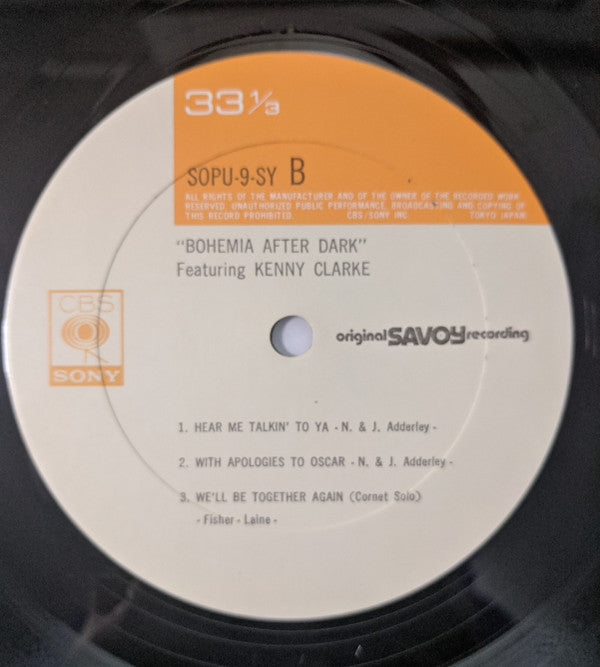 33 1/3
SOPU-9-SY B
ALL RIGHTS OF THE MANUFACTURER AND OF THE OWNER OF THE RECORDED WORK
RESERVED. UNAUTHORIZED PUBLIC PERFORMANCE, BROADCASTING AND COPYING OF
THIS RECORD PROHIBITED. CBS/SONY INC. TOKYO JAPAN
"BOHEMIA AFTER DARK"
Featuring KENNY CLARKE
CBS
SONY
original SAVOY recording
1. HEAR ME TALKIN' TO YA - N. & J. Adderley -
2. WITH APOLOGIES TO OSCAR - N. & J. Adderley -
3. WE'LL BE TOGETHER AGAIN (Cornet Solo)
- Fisher - Laine -